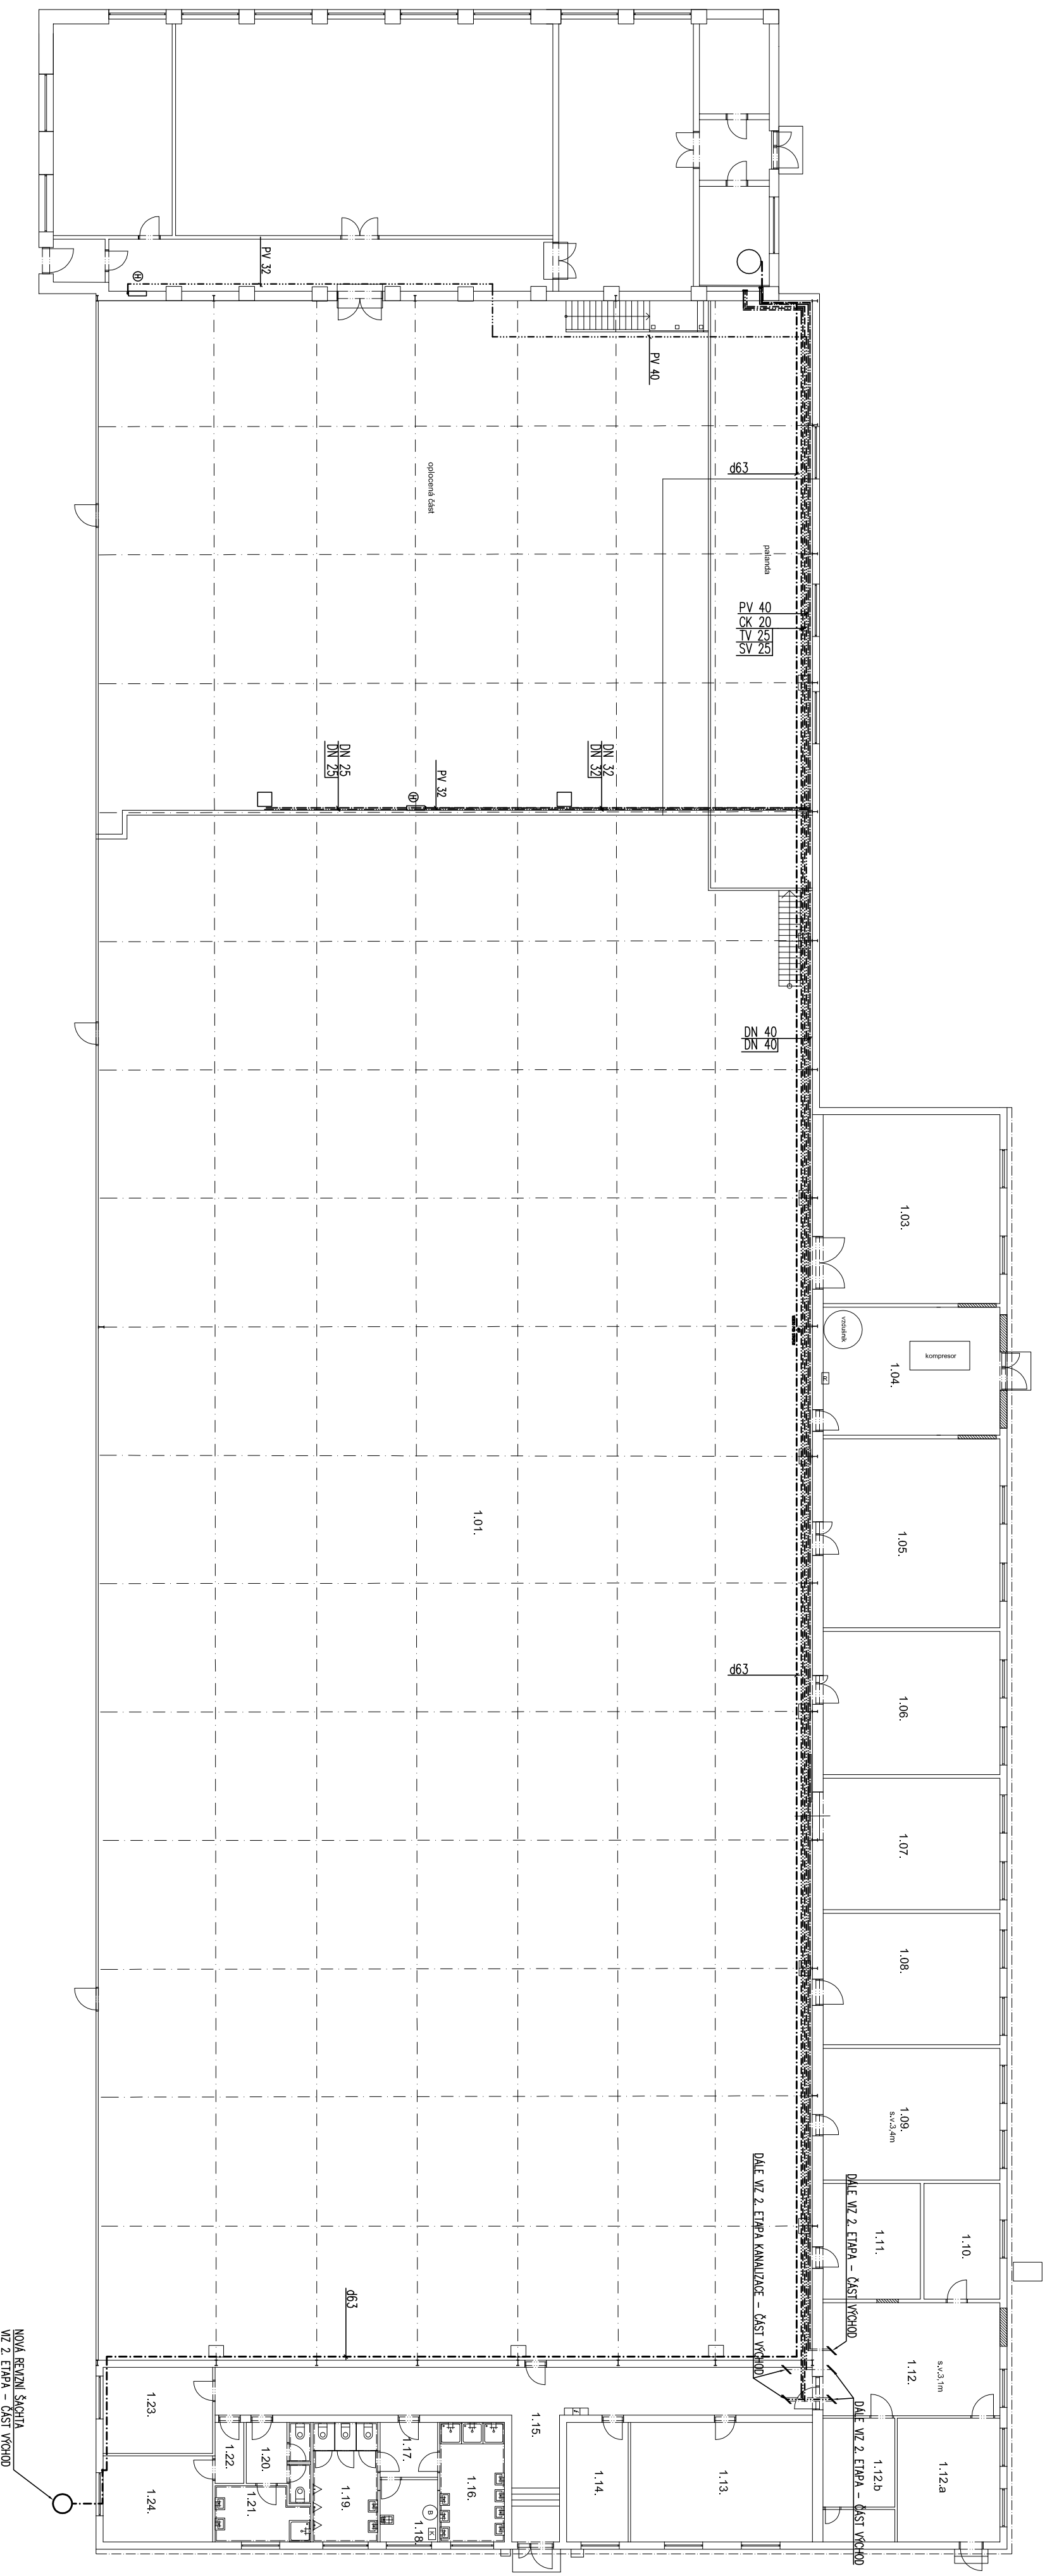 PV 32
H
PV 40
d63
oplocená část
palanda
PV 40
CK 20
TV 25
SV 25
DN 25
DN 25
PV 32
H
DN 32
DN 32
DN 40
DN 40
1.03.
vzdušník
kompresor
1.04.
R
1.05.
1.01.
1.06.
d63
1.07.
1.08.
1.09.
s.v.3,4m
1.10.
1.11.
DÁLE VIZ 2. ETAPA – ČÁST VÝCHOD
DÁLE VIZ 2. ETAPA KANALIZACE – ČÁST VÝCHOD
DÁLE VIZ 2. ETAPA – ČÁST VÝCHOD
s.v.3,1m
1.12.
1.12.a
1.12.b
d63
1.13.
1.14.
1.15.
1.16.
1.17.
B
K
1.18.
1.19.
1.20.
1.21.
1.22.
1.23.
1.24.
NOVÁ REVIZNÍ ŠACHTA
VIZ 2. ETAPA – ČÁST VÝCHOD